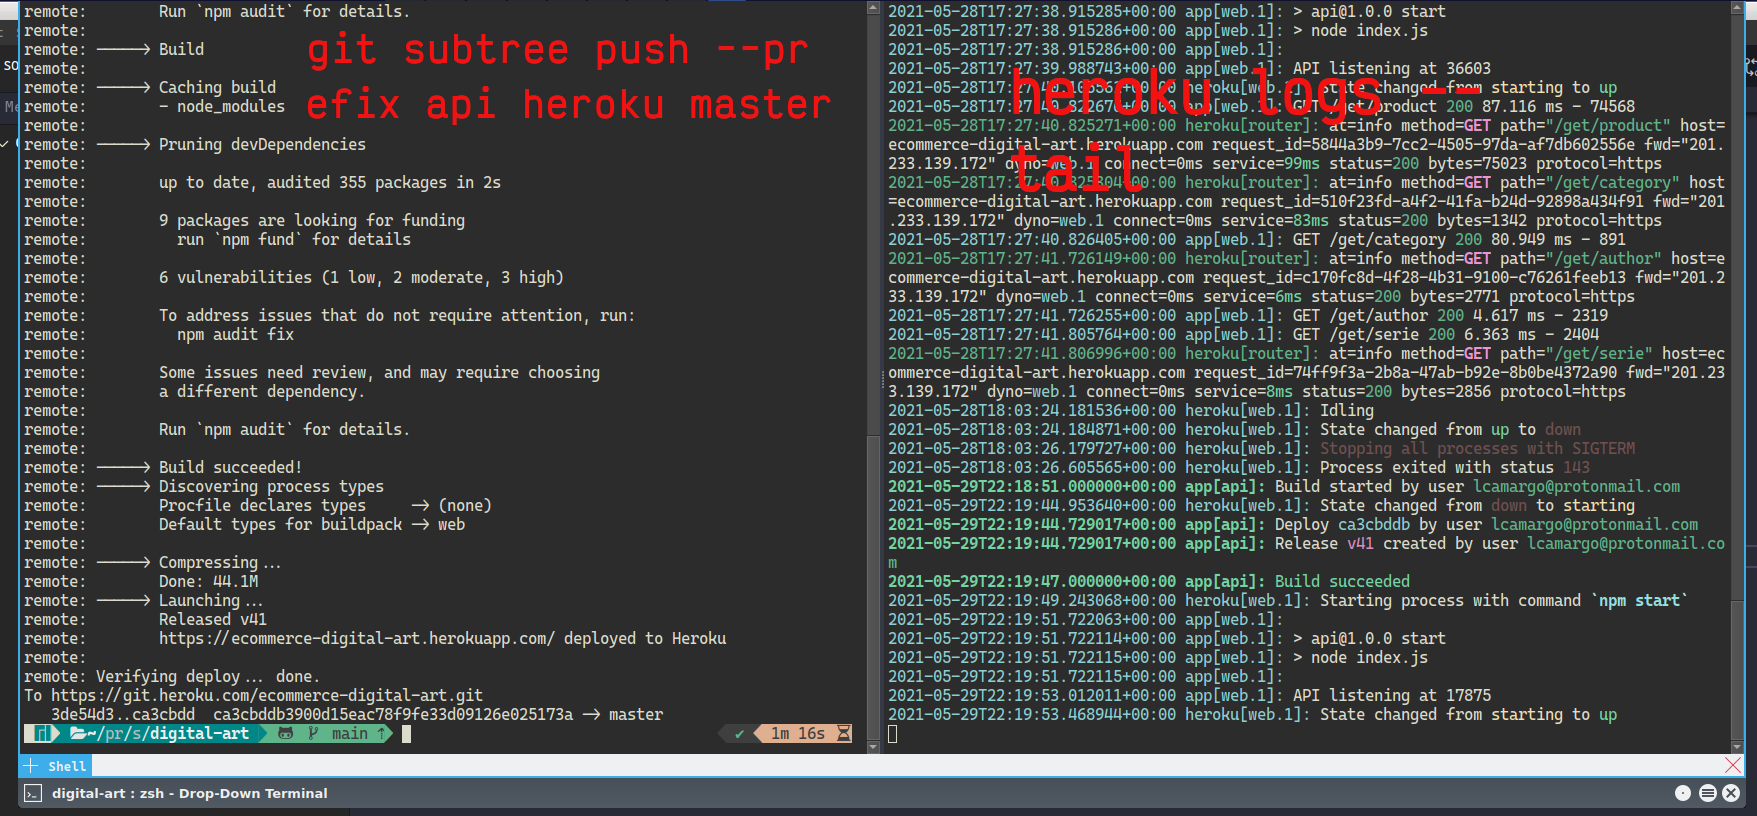 remote:        Run `npm audit` for details.
remote:
remote: -----> Build
remote:
remote: -----> Caching build
remote:        - node_modules
remote:
remote: -----> Pruning devDependencies
remote:
remote:        up to date, audited 355 packages in 2s
remote:
remote:        9 packages are looking for funding
remote:          run `npm fund` for details
remote:
remote:        6 vulnerabilities (1 low, 2 moderate, 3 high)
remote:
remote:        To address issues that do not require attention, run:
remote:          npm audit fix
remote:
remote:        Some issues need review, and may require choosing
remote:        a different dependency.
remote:
remote:        Run `npm audit` for details.
remote:
remote: -----> Build succeeded!
remote: -----> Discovering process types
remote:        Procfile declares types     -> (none)
remote:        Default types for buildpack -> web
remote:
remote: -----> Compressing...
remote:        Done: 44.1M
remote: -----> Launching...
remote:        Released v41
remote:        https://ecommerce-digital-art.herokuapp.com/ deployed to Heroku
remote:
remote: Verifying deploy... done.
To https://git.heroku.com/ecommerce-digital-art.git
   3de54d3..ca3cbdd  ca3cbddb3900d15eac78f9fe33d09126e025173a -> master
~/pr/s/digital-art main ↑ ✔ 1m 16s
git subtree push --pr
efix api heroku master
2021-05-28T17:27:38.915285+00:00 app[web.1]: > api@1.0.0 start
2021-05-28T17:27:38.915286+00:00 app[web.1]: > node index.js
2021-05-28T17:27:38.915286+00:00 app[web.1]:
2021-05-28T17:27:39.988743+00:00 app[web.1]: API listening at 36603
heroku[web.1]: State changed from starting to up
app[web.1]: GET /get/product 200 87.116 ms - 74568
2021-05-28T17:27:40.825271+00:00 heroku[router]: at=info method=GET path="/get/product" host=
ecommerce-digital-art.herokuapp.com request_id=5844a3b9-7cc2-4505-97da-af7db602556e fwd="201.
233.139.172" dyno=web.1 connect=0ms service=99ms status=200 bytes=75023 protocol=https
heroku[router]: at=info method=GET path="/get/category" host
=ecommerce-digital-art.herokuapp.com request_id=510f23fd-a4f2-41fa-b24d-92898a434f91 fwd="201
.233.139.172" dyno=web.1 connect=0ms service=83ms status=200 bytes=1342 protocol=https
2021-05-28T17:27:40.826405+00:00 app[web.1]: GET /get/category 200 80.949 ms - 891
2021-05-28T17:27:41.726149+00:00 heroku[router]: at=info method=GET path="/get/author" host=e
commerce-digital-art.herokuapp.com request_id=c170fc8d-4f28-4b31-9100-c76261feeb13 fwd="201.2
33.139.172" dyno=web.1 connect=0ms service=6ms status=200 bytes=2771 protocol=https
2021-05-28T17:27:41.726255+00:00 app[web.1]: GET /get/author 200 4.617 ms - 2319
2021-05-28T17:27:41.805764+00:00 app[web.1]: GET /get/serie 200 6.363 ms - 2404
2021-05-28T17:27:41.806996+00:00 heroku[router]: at=info method=GET path="/get/serie" host=ec
ommerce-digital-art.herokuapp.com request_id=74ff9f3a-2b8a-47ab-b92e-8b0be4372a90 fwd="201.23
3.139.172" dyno=web.1 connect=0ms service=8ms status=200 bytes=2856 protocol=https
2021-05-28T18:03:24.181536+00:00 heroku[web.1]: Idling
2021-05-28T18:03:24.184871+00:00 heroku[web.1]: State changed from up to down
2021-05-28T18:03:26.179727+00:00 heroku[web.1]: Stopping all processes with SIGTERM
2021-05-28T18:03:26.605565+00:00 heroku[web.1]: Process exited with status 143
2021-05-29T22:18:51.000000+00:00 app[api]: Build started by user lcamargo@protonmail.com
2021-05-29T22:19:44.953640+00:00 heroku[web.1]: State changed from down to starting
2021-05-29T22:19:44.729017+00:00 app[api]: Deploy ca3cbddb by user lcamargo@protonmail.com
2021-05-29T22:19:44.729017+00:00 app[api]: Release v41 created by user lcamargo@protonmail.co
m
2021-05-29T22:19:47.000000+00:00 app[api]: Build succeeded
2021-05-29T22:19:49.243068+00:00 heroku[web.1]: Starting process with command `npm start`
2021-05-29T22:19:51.722063+00:00 app[web.1]:
2021-05-29T22:19:51.722114+00:00 app[web.1]: > api@1.0.0 start
2021-05-29T22:19:51.722115+00:00 app[web.1]: > node index.js
2021-05-29T22:19:51.722115+00:00 app[web.1]:
2021-05-29T22:19:53.012011+00:00 app[web.1]: API listening at 17875
2021-05-29T22:19:53.468944+00:00 heroku[web.1]: State changed from starting to up
heroku logs --
tail
Shell
digital-art : zsh - Drop-Down Terminal